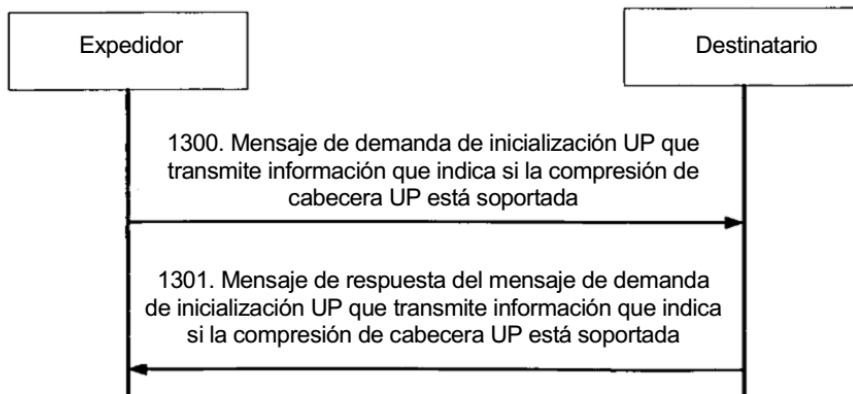 Expedidor
Destinatario
1300. Mensaje de demanda de inicialización UP que
transmite información que indica si la compresión de
cabecera UP está soportada
1301. Mensaje de respuesta del mensaje de demanda
de inicialización UP que transmite información que indica
si la compresión de cabecera UP está soportada